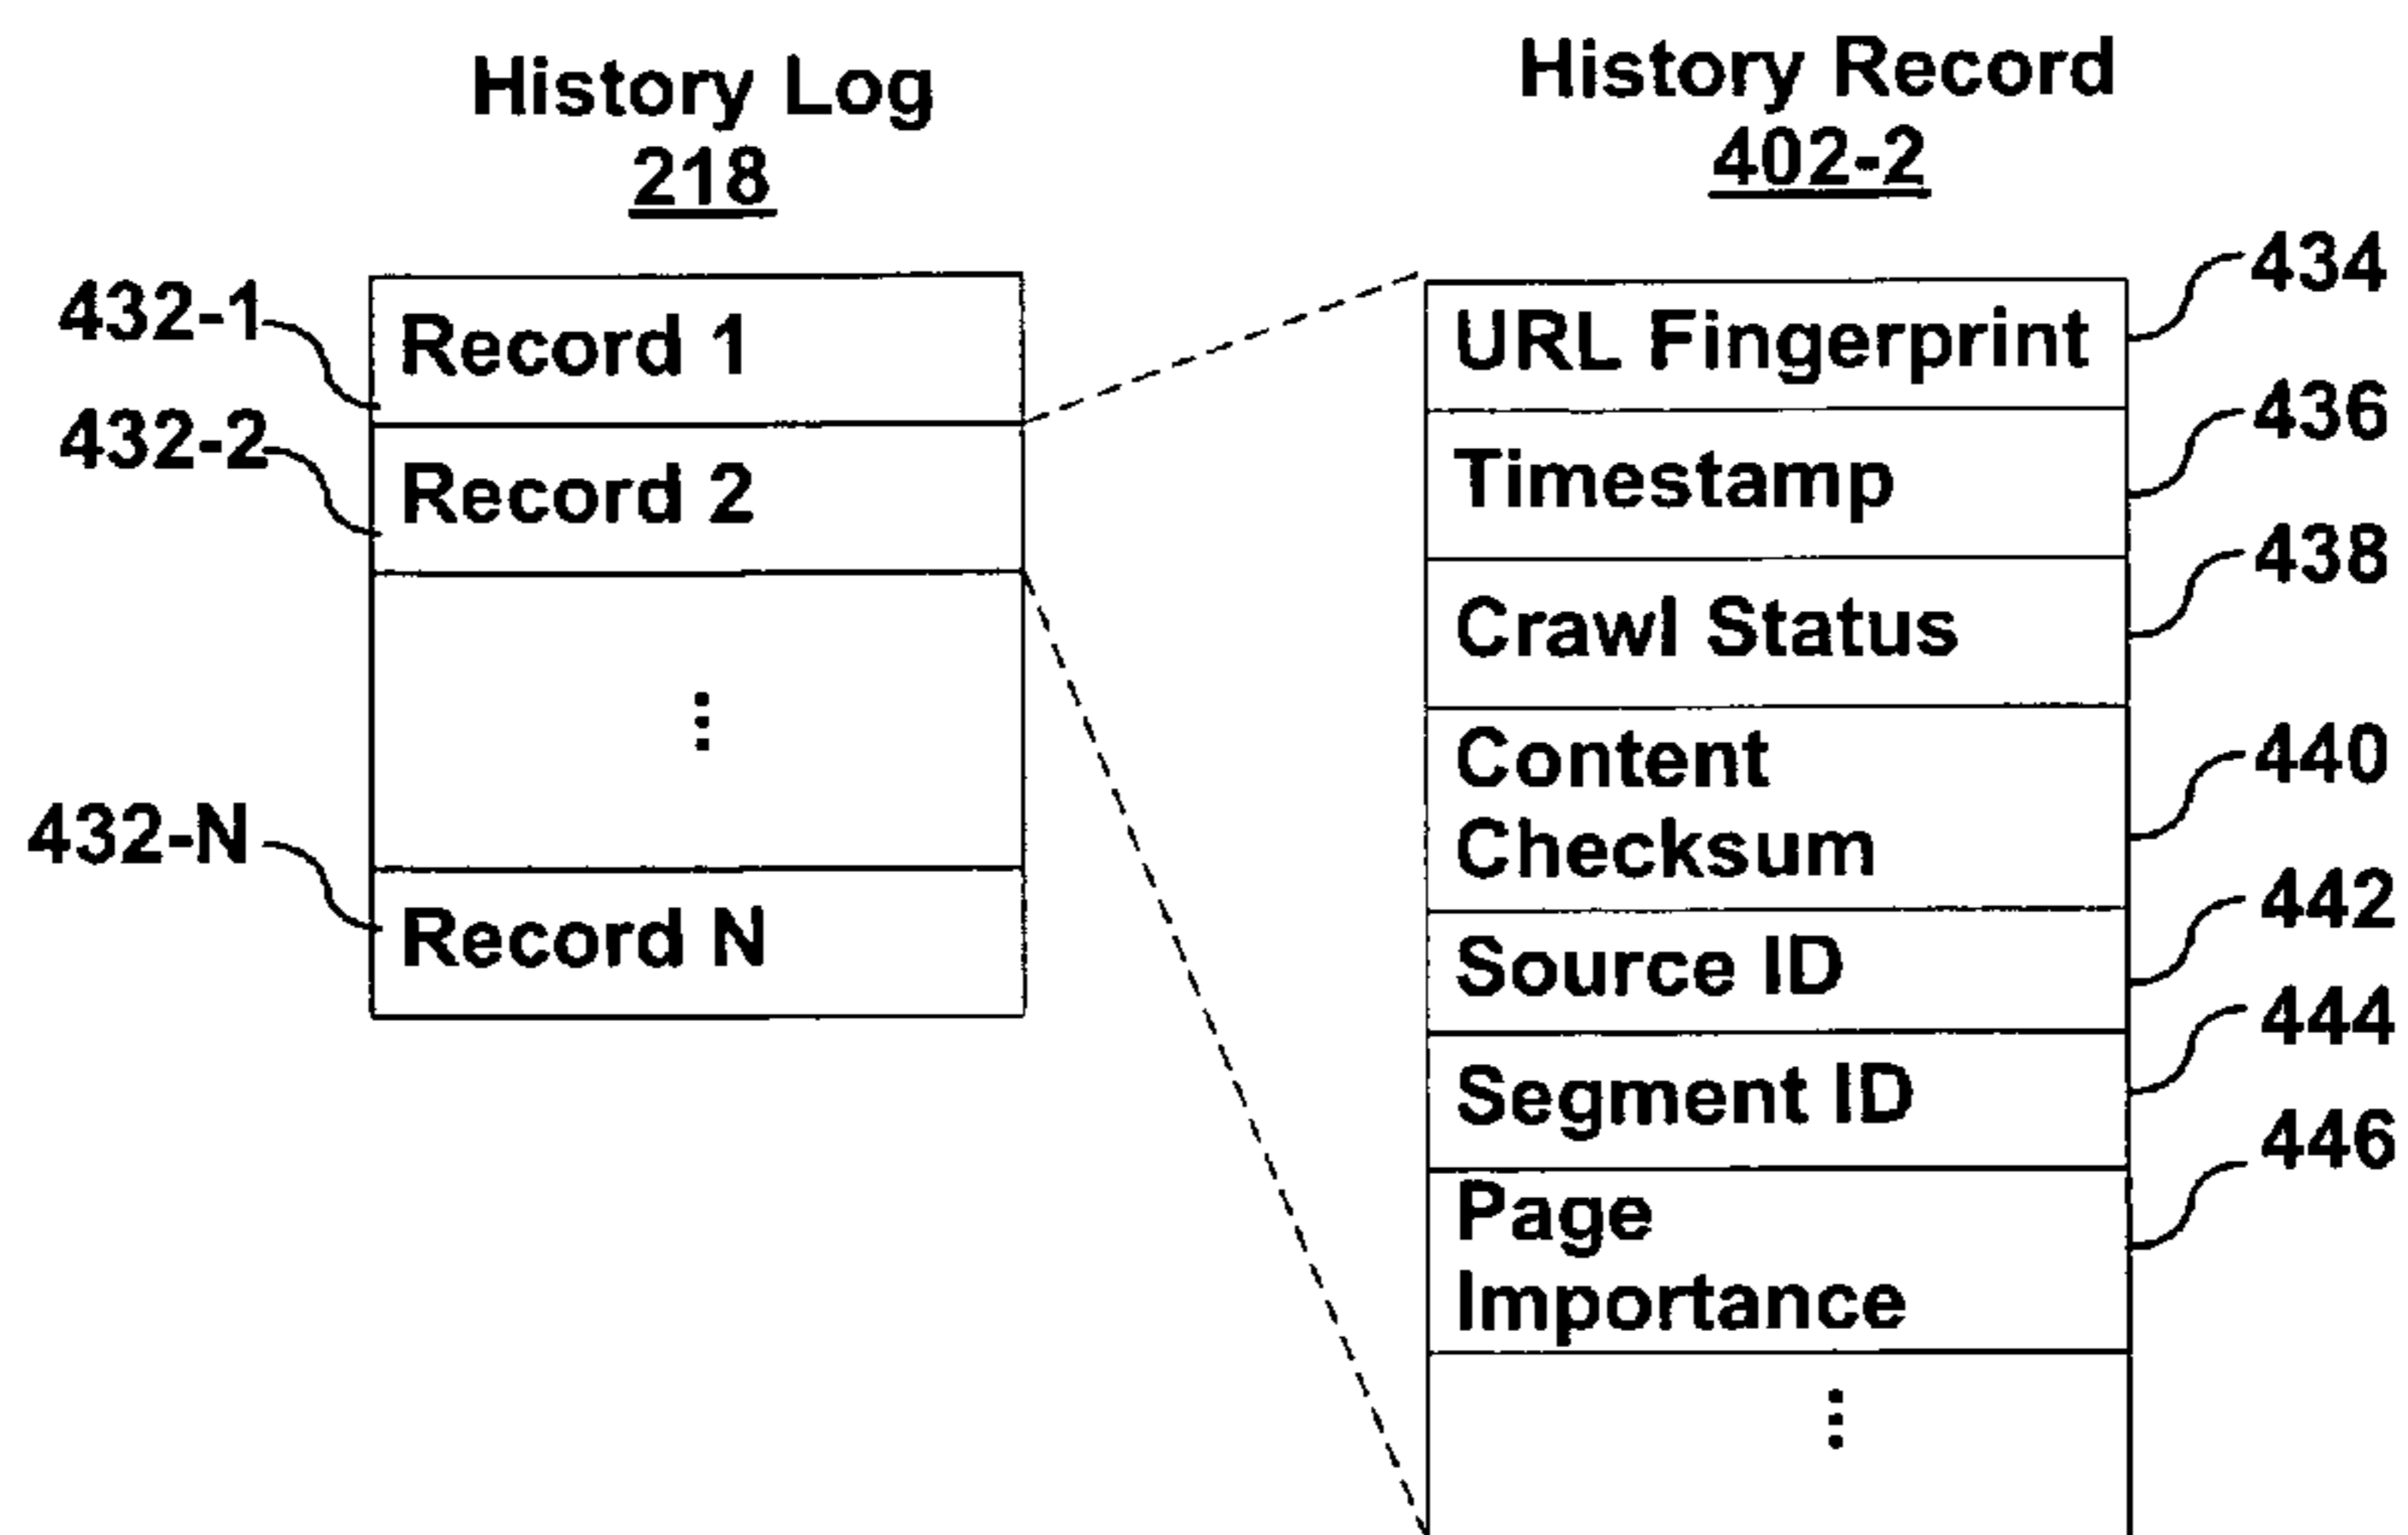 History Log
218
432-1
Record 1
432-2
Record 2
432-N
Record N
History Record
402-2
URL Fingerprint
434
Timestamp
436
Crawl Status
438
Content
Checksum
440
Source ID
442
Segment ID
444
Page
Importance
446